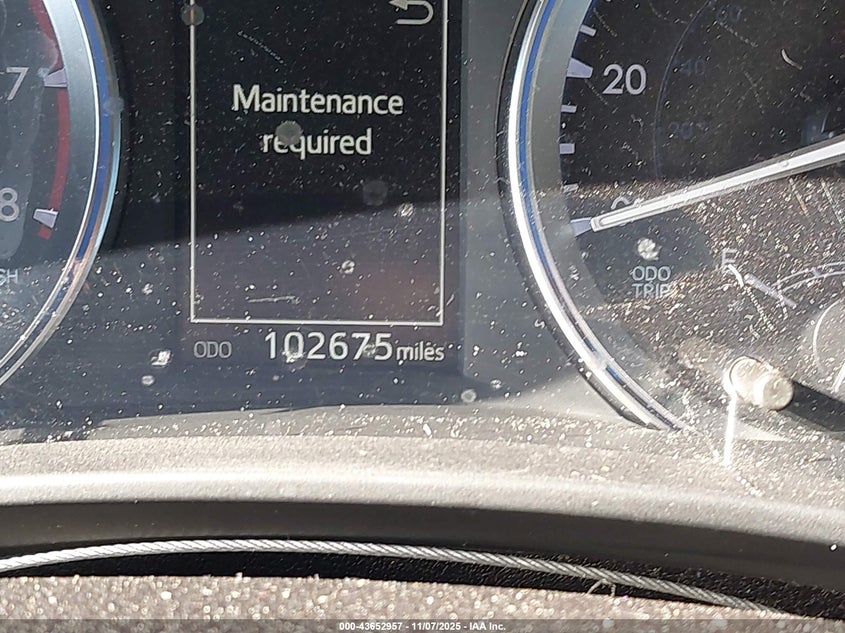 Maintenance
required
7
8
20
ODO
TRIP
F
ODO 102675 miles
000-43652957 - 11/07/2025 - IAA Inc.